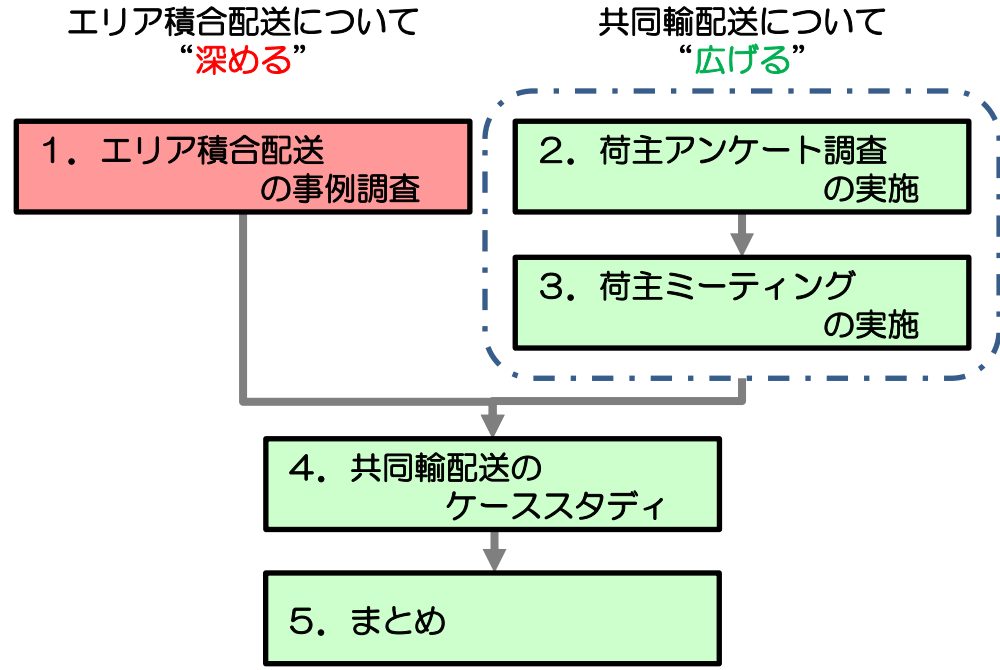 エリア積合配送について
“深める”
共同輸配送について
“広げる”
１．エリア積合配送
の事例調査
２．荷主アンケート調査
の実施
３．荷主ミーティング
の実施
４．共同輸配送の
ケーススタディ
５．まとめ